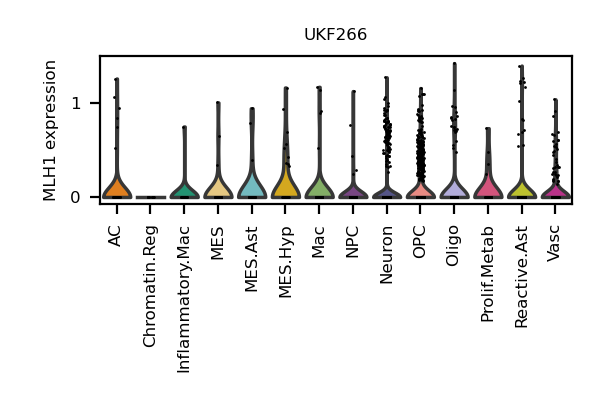 UKF266
MLH1 expression
1
0
AC
Chromatin.Reg
Inflammatory.Mac
MES
MES.Ast
MES.Hyp
Mac
NPC
Neuron
OPC
Oligo
Prolif.Metab
Reactive.Ast
Vasc